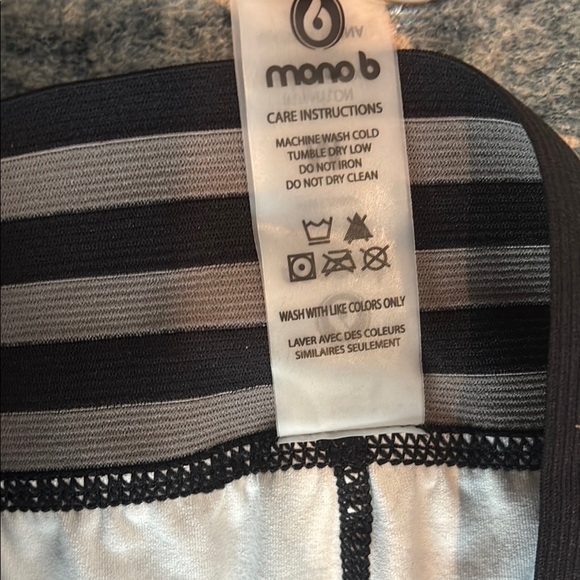 mono b
CARE INSTRUCTIONS
MACHINE WASH COLD
TUMBLE DRY LOW
DO NOT IRON
DO NOT DRY CLEAN
WASH WITH LIKE COLORS ONLY
LAVER AVEC DES COULEURS
SIMILAIRES SEULEMENT